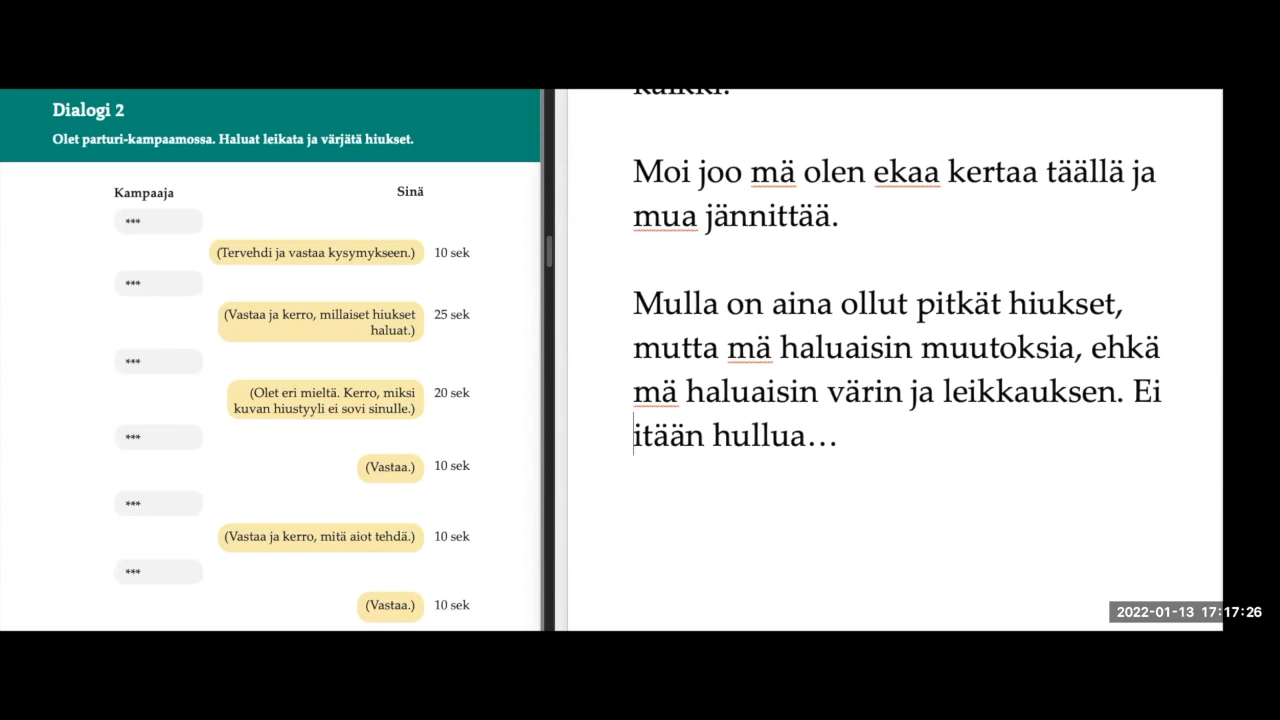 Dialogi 2
Olet parturi-kampaamossa. Haluat leikata ja värjätä hiukset.
Kampaaja
Sinä
***
(Tervehdi ja vastaa kysymykseen.) 10 sek
***
(Vastaa ja kerro, millaiset hiukset 25 sek
haluat.)
***
(Olet eri mieltä. Kerro, miksi 20 sek
kuvan hiustyyli ei sovi sinulle.)
***
(Vastaa.) 10 sek
***
(Vastaa ja kerro, mitä aiot tehdä.) 10 sek
***
(Vastaa.) 10 sek
kaikki.
Moi joo mä olen ekaa kertaa täällä ja
mua jännittää.
Mulla on aina ollut pitkät hiukset,
mutta mä haluaisin muutoksia, ehkä
mä haluaisin värin ja leikkauksen. Ei
itään hullua…
2022-01-13 17:17:26